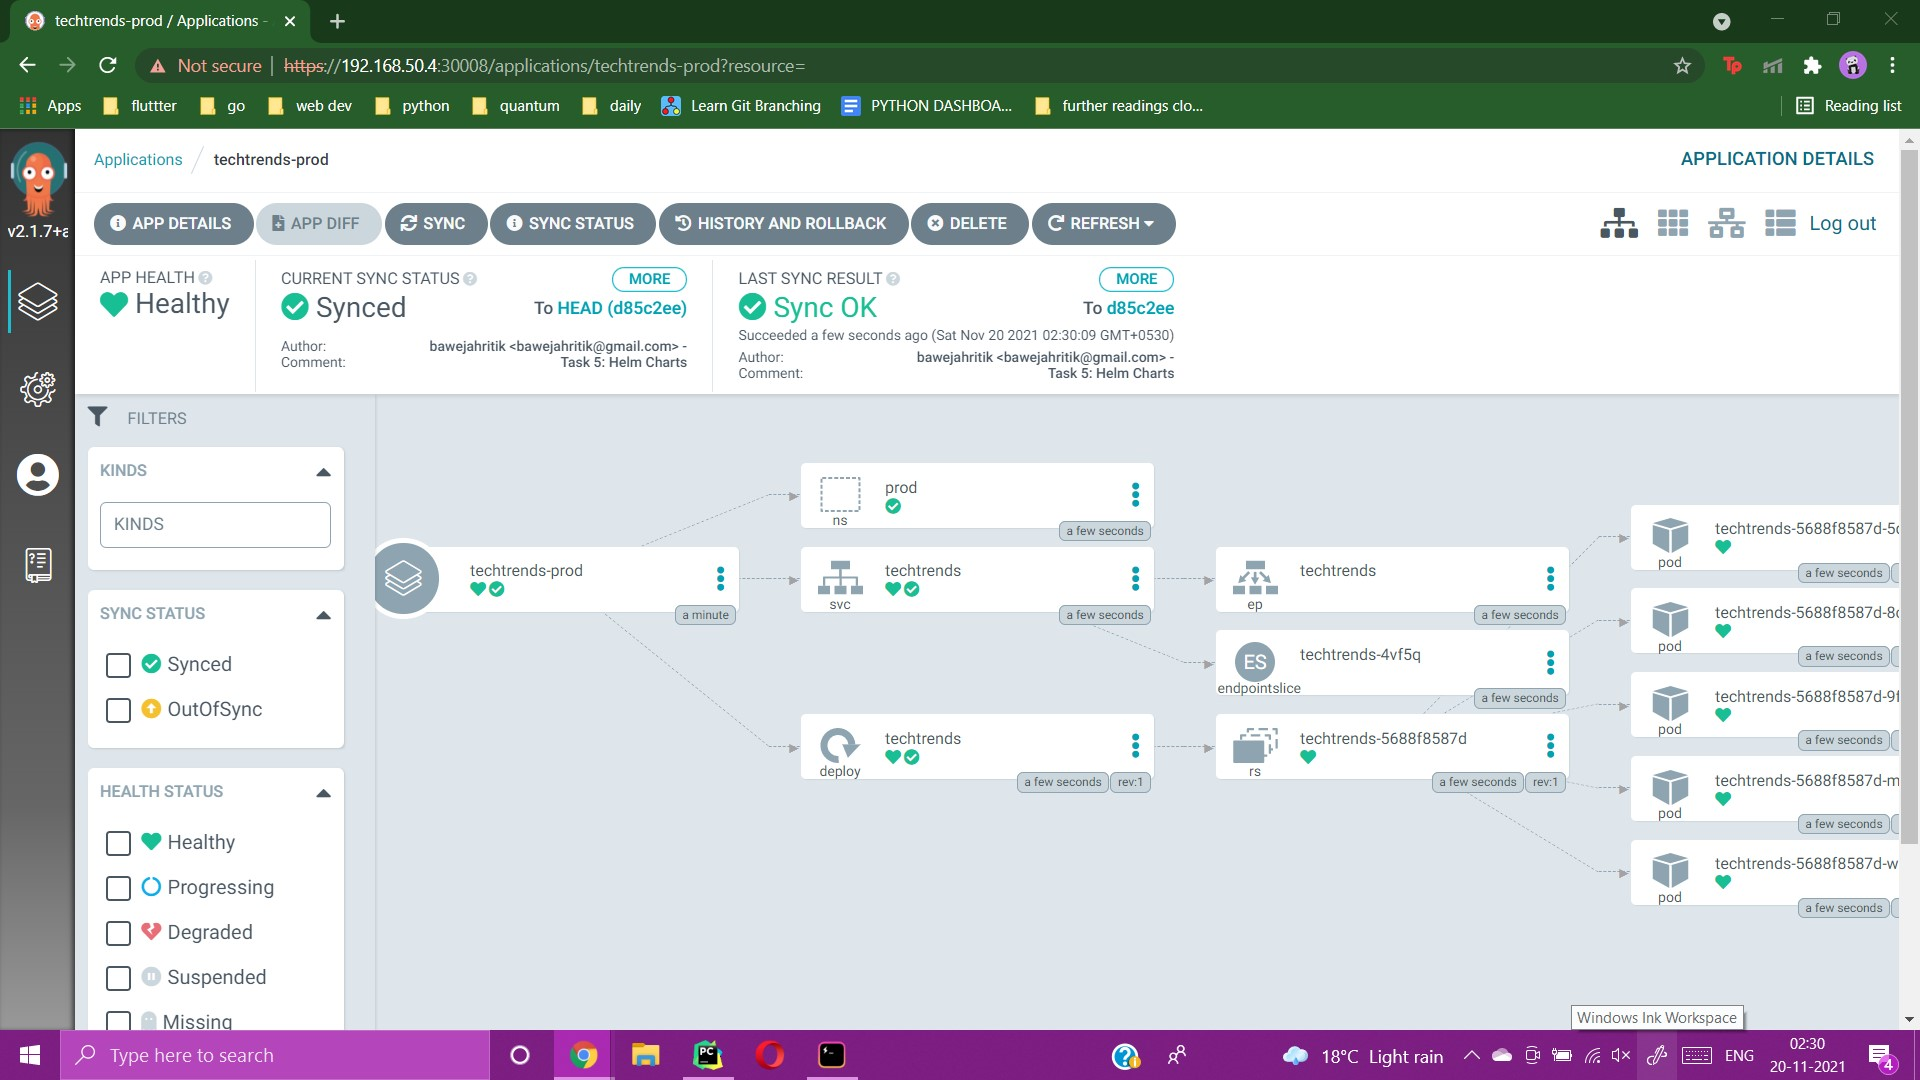 techtrends-prod / Applications -
Not secure | https://192.168.50.4:30008/applications/techtrends-prod?resource=
Apps
fluttter
go
web dev
python
quantum
daily
Learn Git Branching
PYTHON DASHBOA...
further readings clo...
Reading list
v2.1.7+a
Applications / techtrends-prod
APPLICATION DETAILS
APP DETAILS
APP DIFF
SYNC
SYNC STATUS
HISTORY AND ROLLBACK
DELETE
REFRESH
Log out
APP HEALTH
Healthy
CURRENT SYNC STATUS
MORE
Synced
To HEAD (d85c2ee)
Author: bawejahritik <bawejahritik@gmail.com> -
Comment: Task 5: Helm Charts
LAST SYNC RESULT
MORE
Sync OK
To d85c2ee
Succeeded a few seconds ago (Sat Nov 20 2021 02:30:09 GMT+0530)
Author: bawejahritik <bawejahritik@gmail.com> -
Comment: Task 5: Helm Charts
FILTERS
KINDS
KINDS
SYNC STATUS
Synced
OutOfSync
HEALTH STATUS
Healthy
Progressing
Degraded
Suspended
Missing
techtrends-prod
a minute
prod
ns
a few seconds
techtrends
svc
a few seconds
techtrends
deploy
a few seconds
rev:1
techtrends
ep
a few seconds
ES
techtrends-4vf5q
endpointslice
a few seconds
techtrends-5688f8587d
rs
a few seconds
rev:1
techtrends-5688f8587d-5
pod
a few seconds
techtrends-5688f8587d-8
pod
a few seconds
techtrends-5688f8587d-9f
pod
a few seconds
techtrends-5688f8587d-m
pod
a few seconds
techtrends-5688f8587d-w
pod
a few seconds
Windows Ink Workspace
Type here to search
PC
18°C Light rain
ENG
02:30
20-11-2021
4